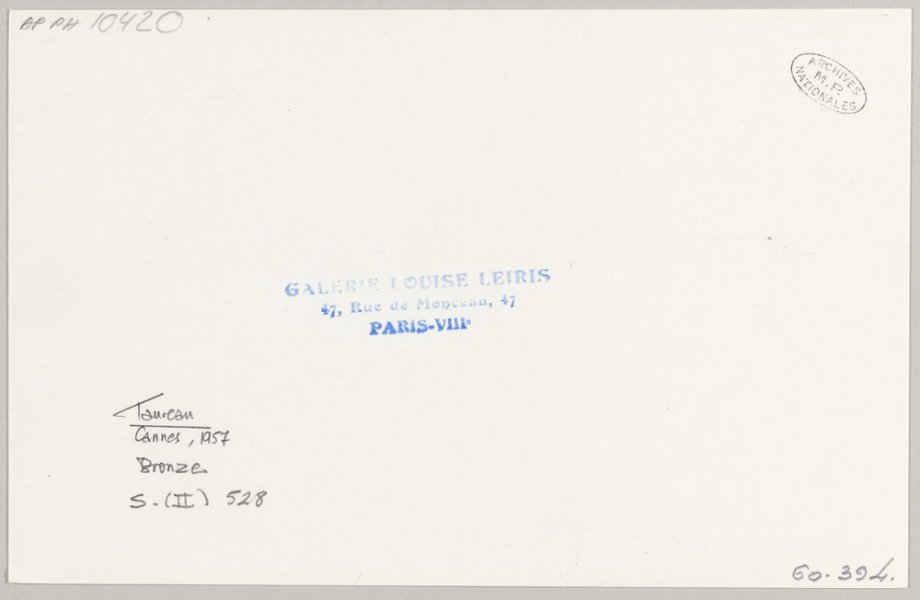 AP PH 10420
ARCHIVES
M.P.
NATIONALES
GALERIE LOUISE LEIRIS
47, Rue de Monceau, 47
PARIS-VIIIe
Taureau
Cannes, 1957
Bronze
S. (II) 528
60.394.